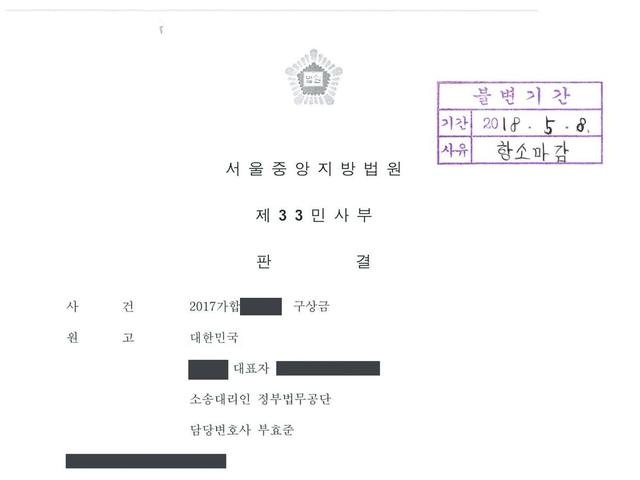 법원
불변기간
기간 2018. 5. 8.
사유 항소마감
서울중앙지방법원
제33민사부
판 결
사 건 2017가합 구상금
원 고 대한민국
대표자
소송대리인 정부법무공단
담당변호사 부효준